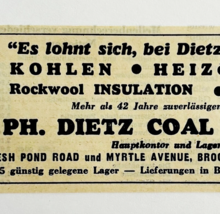 "Es lohnt sich, bei Dietz
KOHLEN • HEIZ
Rockwool INSULATION •
Mehr als 42 Jahre zuverlässiger
PH. DIETZ COAL
Hauptkontor und Lager
ESH POND ROAD und MYRTLE AVENUE, BROO
5 günstig gelegene Lager — Lieferungen in B